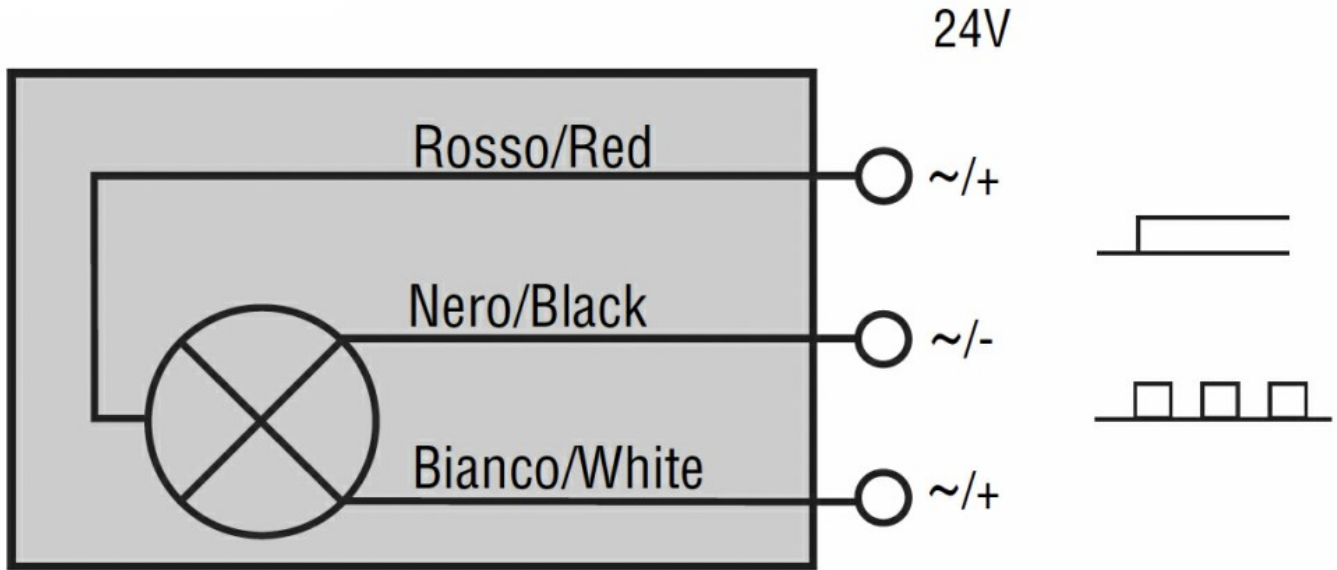 24V
Rosso/Red
~/+
Nero/Black
~/-
Bianco/White
~/+